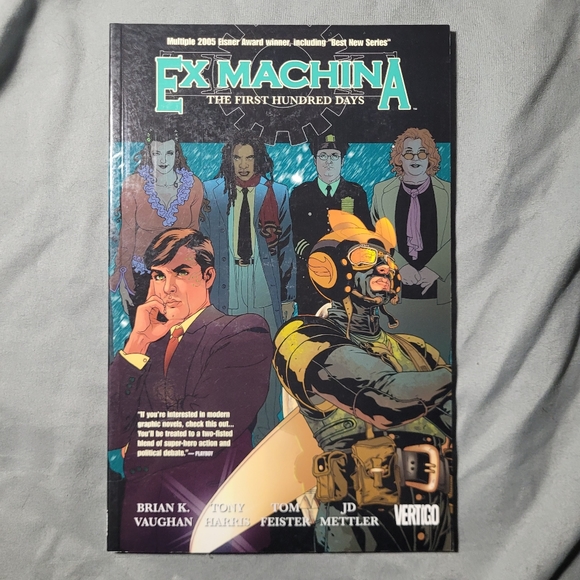 Multiple 2005 Eisner Award winner, including "Best New Series"
EX MACHINA™
THE FIRST HUNDRED DAYS
"If you're interested in modern
graphic novels, check this out...
You'll be treated to a two-fisted
blend of super-hero action and
political debate."— PLAYBOY
BRIAN K. TONY TOM JD
VAUGHAN HARRIS FEISTER METTLER
VERTIGO